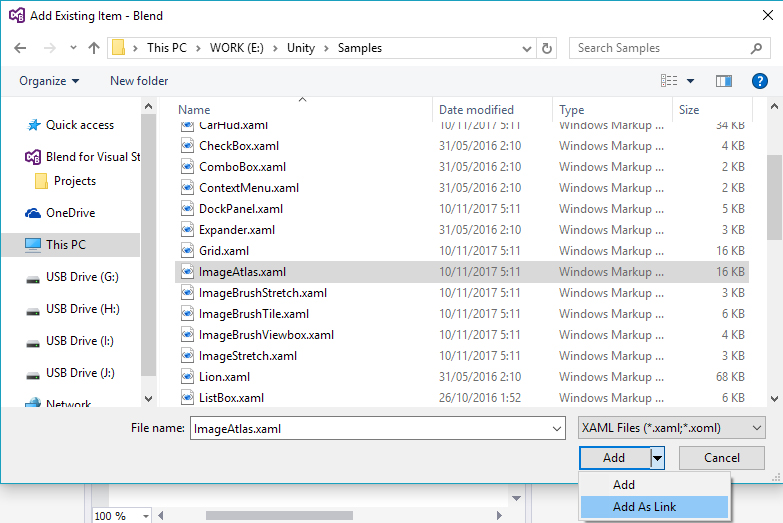 Add Existing Item - Blend
This PC > WORK (E:) > Unity > Samples
Search Samples
Organize
New folder
?
Name Date modified Type Size
Quick access
Blend for Visual St
Projects
OneDrive
This PC
USB Drive (G:)
USB Drive (H:)
USB Drive (I:)
USB Drive (J:)
Network
CarHud.xaml 10/11/2017 5:11 Windows Markup ... 34 KB
CheckBox.xaml 31/05/2016 2:10 Windows Markup ... 4 KB
ComboBox.xaml 31/05/2016 2:10 Windows Markup ... 2 KB
ContextMenu.xaml 31/05/2016 2:10 Windows Markup ... 2 KB
DockPanel.xaml 10/11/2017 5:11 Windows Markup ... 5 KB
Expander.xaml 31/05/2016 2:10 Windows Markup ... 3 KB
Grid.xaml 10/11/2017 5:11 Windows Markup ... 16 KB
ImageAtlas.xaml 10/11/2017 5:11 Windows Markup ... 16 KB
ImageBrushStretch.xaml 10/11/2017 5:11 Windows Markup ... 3 KB
ImageBrushTile.xaml 10/11/2017 5:11 Windows Markup ... 6 KB
ImageBrushViewbox.xaml 10/11/2017 5:11 Windows Markup ... 4 KB
ImageStretch.xaml 10/11/2017 5:11 Windows Markup ... 3 KB
Lion.xaml 31/05/2016 2:10 Windows Markup ... 68 KB
ListBox.xaml 26/10/2016 1:52 Windows Markup ... 6 KB
File name: ImageAtlas.xaml
XAML Files (*.xaml;*.xoml)
Add
Cancel
Add
Add As Link
100 %